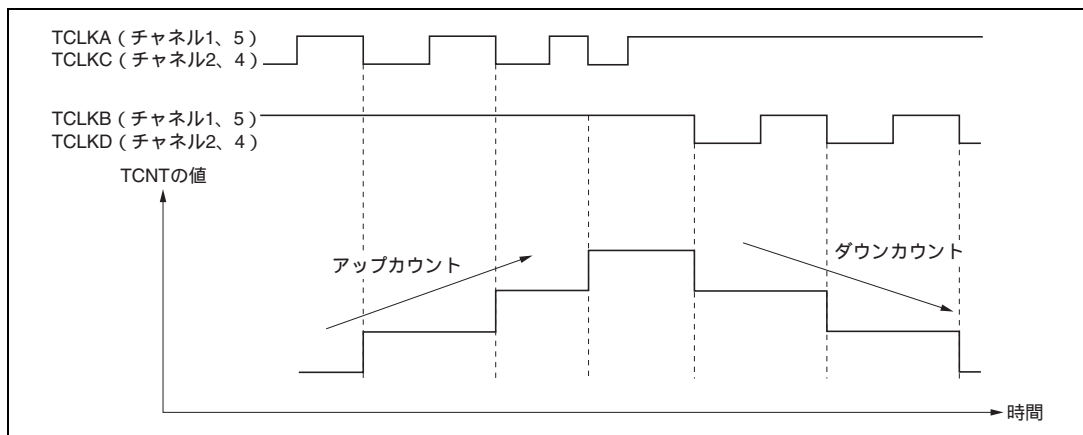 TCLKA（チャネル1、5）
TCLKC（チャネル2、4）
TCLKB（チャネル1、5）
TCLKD（チャネル2、4）
TCNTの値
アップカウント
ダウンカウント
時間